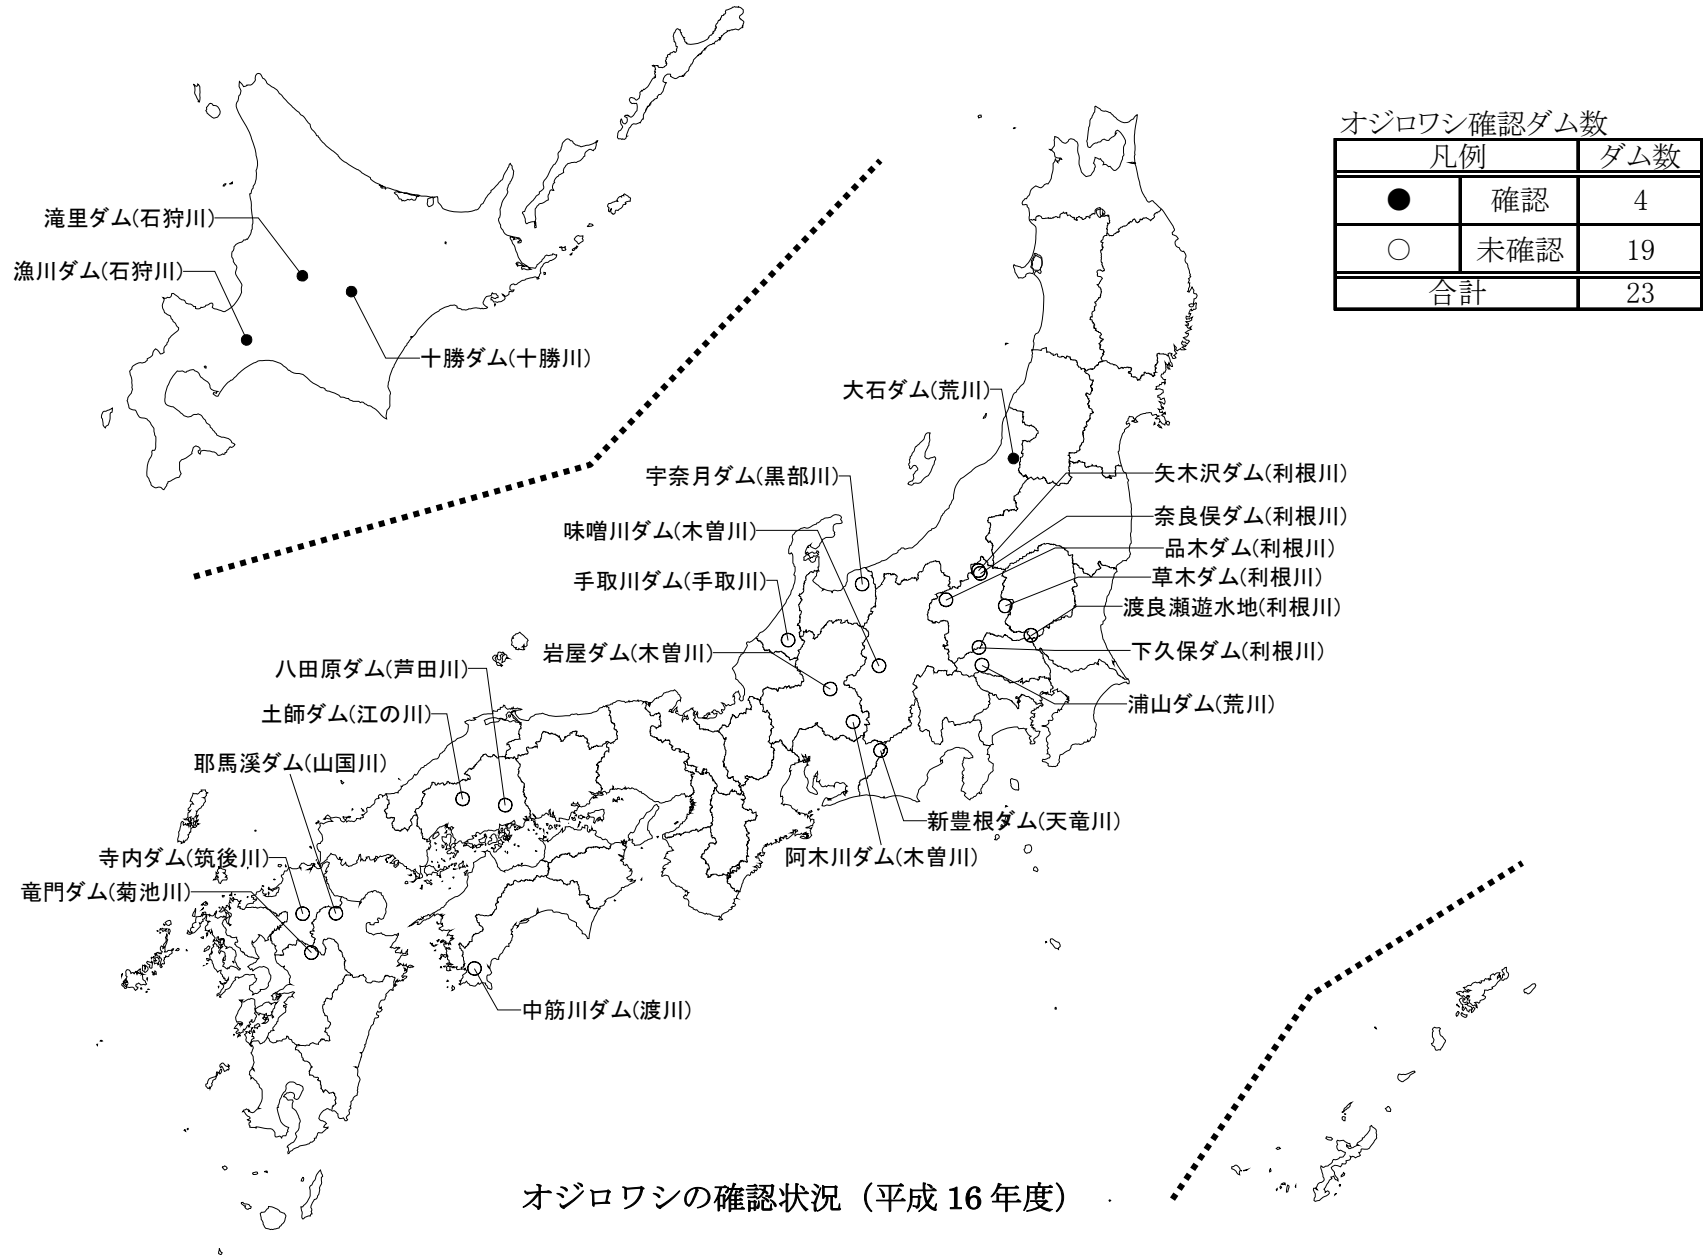 オジロワシ確認ダム数
凡例 ダム数
● 確認 4
○ 未確認 19
合計 23
滝里ダム(石狩川)
漁川ダム(石狩川)
十勝ダム(十勝川)
大石ダム(荒川)
宇奈月ダム(黒部川)
味噌川ダム(木曽川)
手取川ダム(手取川)
岩屋ダム(木曽川)
八田原ダム(芦田川)
土師ダム(江の川)
耶馬溪ダム(山国川)
寺内ダム(筑後川)
竜門ダム(菊池川)
矢木沢ダム(利根川)
奈良俣ダム(利根川)
品木ダム(利根川)
草木ダム(利根川)
渡良瀬遊水地(利根川)
下久保ダム(利根川)
浦山ダム(荒川)
新豊根ダム(天竜川)
阿木川ダム(木曽川)
中筋川ダム(渡川)
オジロワシの確認状況（平成 16 年度）